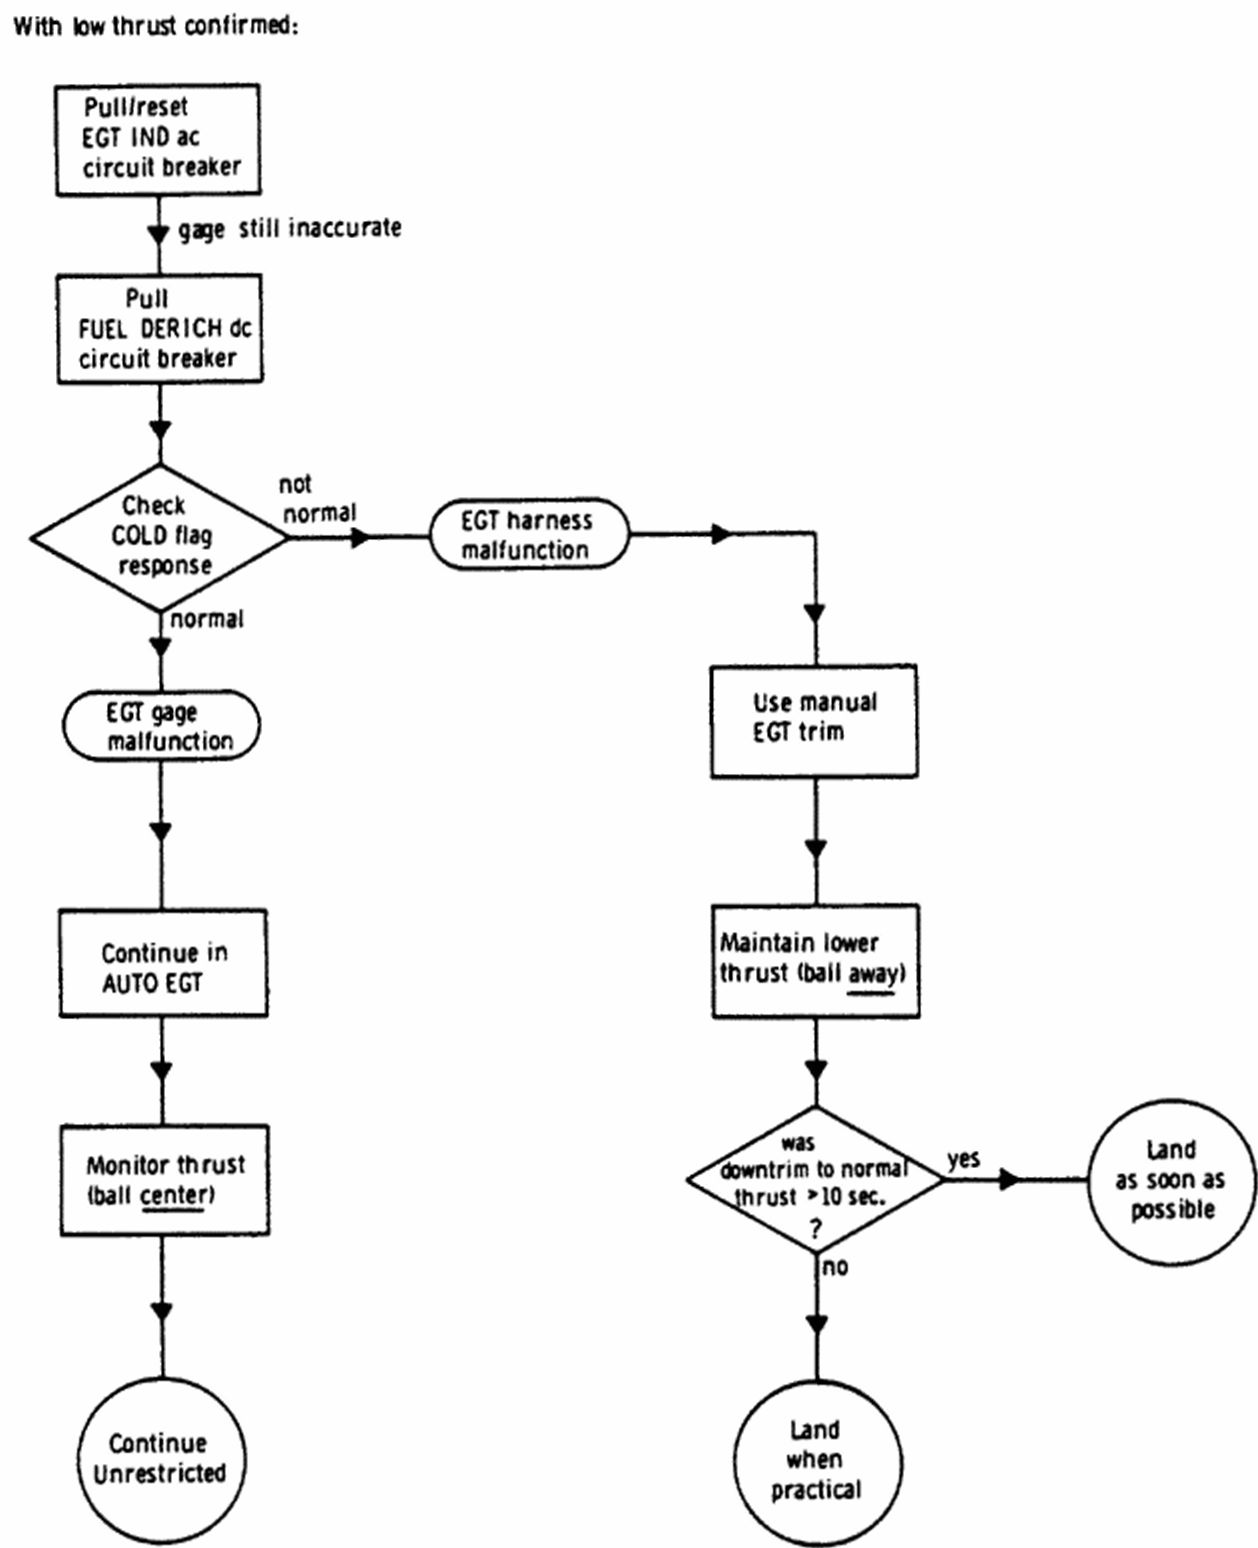 With low thrust confirmed:
Pull/reset
EGT IND ac
circuit breaker
gage still inaccurate
Pull
FUEL DERICH dc
circuit breaker
Check
COLD flag
response
not
normal
EGT harness
malfunction
normal
EGT gage
malfunction
Use manual
EGT trim
Continue in
AUTO EGT
Maintain lower
thrust (ball away)
Monitor thrust
(ball center)
was
downtrim to normal
thrust >10 sec.
?
yes
Land
as soon as
possible
no
Continue
Unrestricted
Land
when
practical